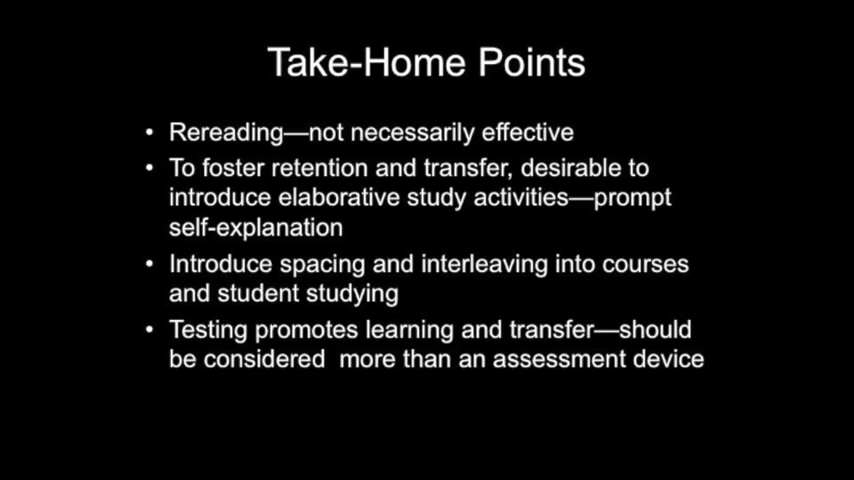 Take-Home Points
• Rereading—not necessarily effective
• To foster retention and transfer, desirable to
introduce elaborative study activities—prompt
self-explanation
• Introduce spacing and interleaving into courses
and student studying
• Testing promotes learning and transfer—should
be considered  more than an assessment device